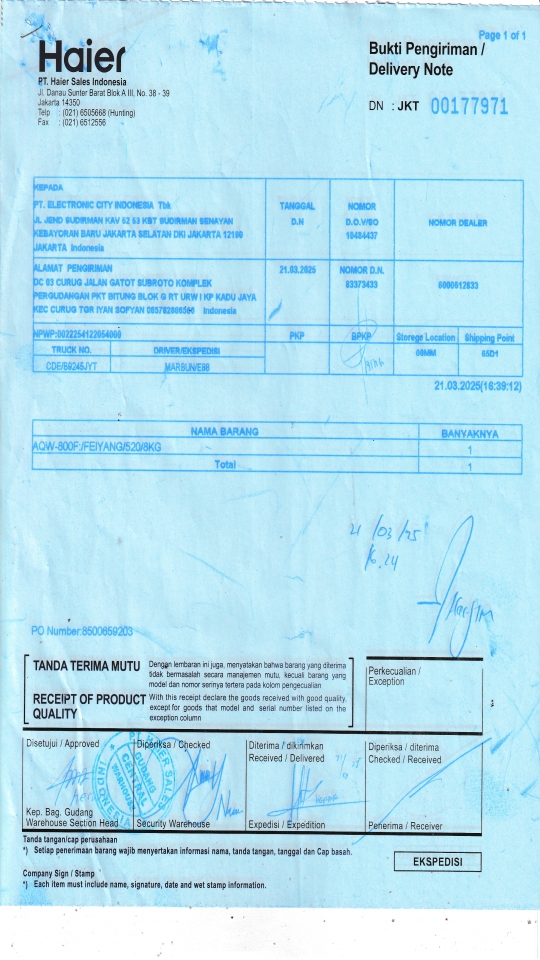 Page 1 of 1
Haier
PT. Haier Sales Indonesia
Jl. Danau Sunter Barat Blok A III, No. 38 - 39
Jakarta 14350
Telp : (021) 6505668 (Hunting)
Fax : (021) 6512556
Bukti Pengiriman /
Delivery Note
DN : JKT 00177971
KEPADA
PT. ELECTRONIC CITY INDONESIA Tbk
JL JEND SUDIRMAN KAV 52 53 KBT SUDIRMAN SENAYAN
KEBAYORAN BARU JAKARTA SELATAN DKI JAKARTA 12190
JAKARTA Indonesia
TANGGAL
D.N
NOMOR
D.O.V/SO
10484437
NOMOR DEALER
ALAMAT PENGIRIMAN
DC 03 CURUG JALAN GATOT SUBROTO KOMPLEK
PERGUDANGAN PKT BITUNG BLOK G RT URW I KP KADU JAYA
KEC CURUG TGR IYAN SOFYAN Indonesia
21.03.2025
NOMOR D.N.
83373433
8000612833
NPWP:0022254122054000
PKP
BPKP
Storege Location
Shipping Point
00MM
65D1
TRUCK NO.
DRIVER/EKSPEDISI
CDE/B9245JYT
MARBUN/E68
21.03.2025(16:39:12)
NAMA BARANG
BANYAKNYA
AQW-800F:/FEIYANG/520/8KG
1
Total
1
21/03/25
16.24
PO Number:8500859203
TANDA TERIMA MUTU
Dengan lembaran ini juga, menyatakan bahwa barang yang diterima
tidak bermasalah secara manajemen mutu, kecuali barang yang
model dan nomor serinya tertera pada kolom pengecualian
RECEIPT OF PRODUCT
QUALITY
With this receipt declare the goods received with good quality,
except for goods that model and serial number listed on the
exception column
Perkecualian /
Exception
Disetujui / Approved
Diperiksa / Checked
Diterima / dikirimkan
Received / Delivered
Diperiksa / diterima
Checked / Received
GUDANG
CENTRAL
WAREHOUSE
Kep. Bag. Gudang
Warehouse Section Head
Security Warehouse
Expedisi / Expedition
Penerima / Receiver
Tanda tangan/cap perusahaan
*) Setiap penerimaan barang wajib menyertakan informasi nama, tanda tangan, tanggal dan Cap basah.
EKSPEDISI
Company Sign / Stamp
*) Each item must include name, signature, date and wet stamp information.